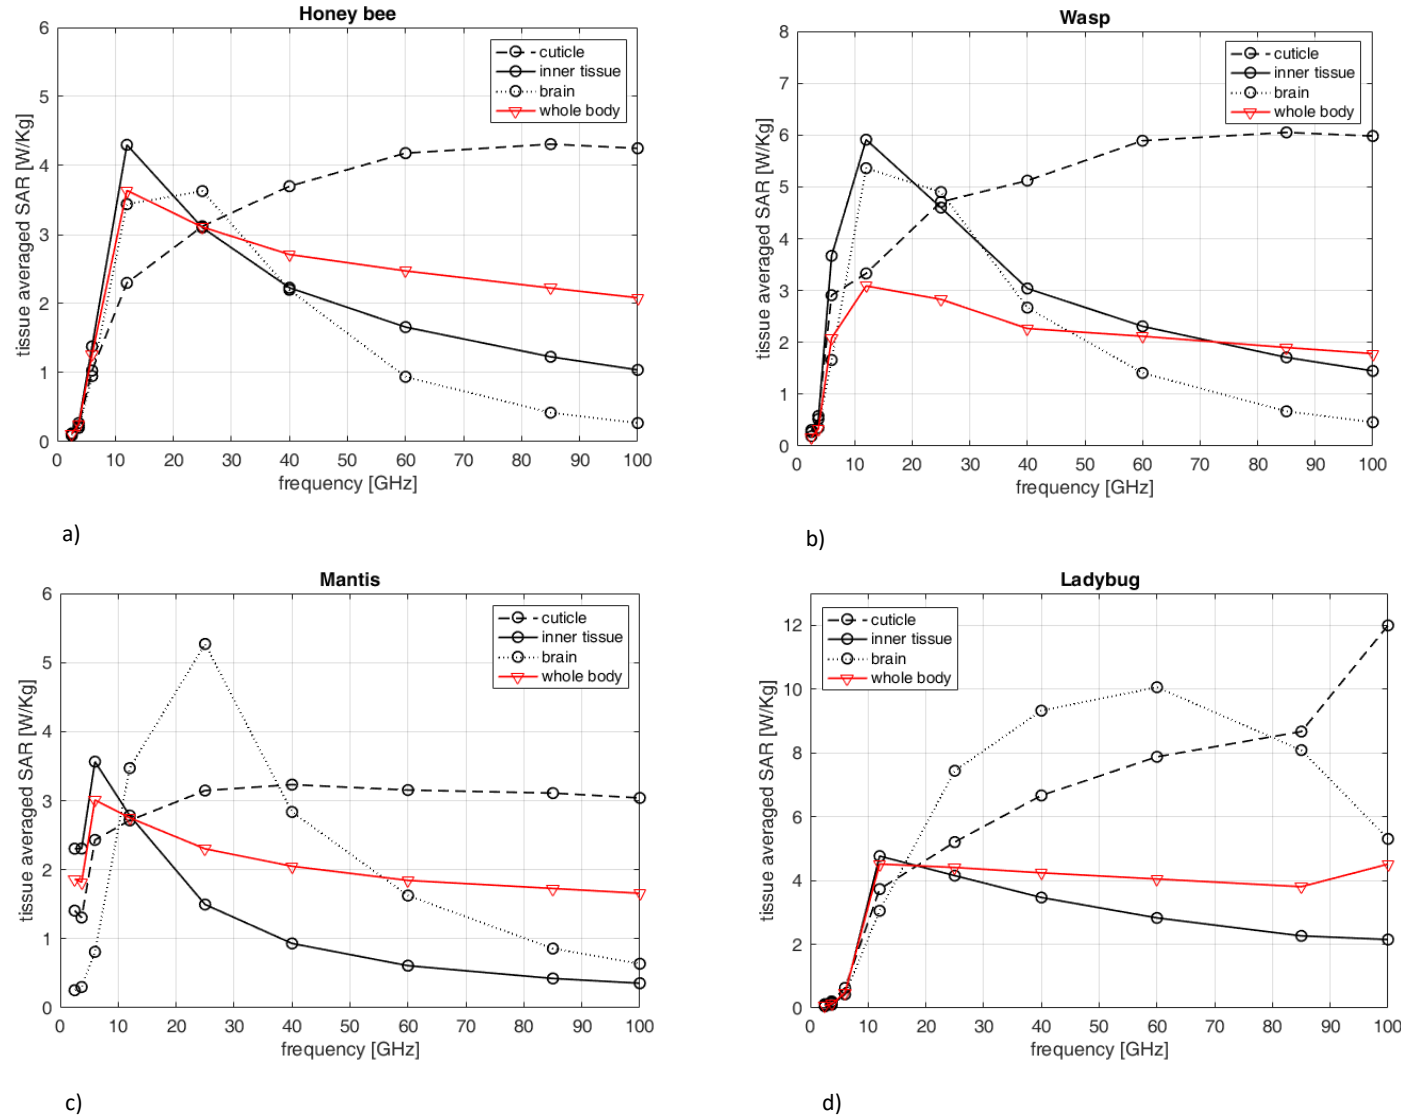 Honey bee
6
5
4
3
2
1
0
tissue averaged SAR [W/Kg]
cuticle
inner tissue
brain
whole body
0 10 20 30 40 50 60 70 80 90 100
frequency [GHz]
a)
Wasp
8
7
6
5
4
3
2
1
0
tissue averaged SAR [W/Kg]
cuticle
inner tissue
brain
whole body
0 10 20 30 40 50 60 70 80 90 100
frequency [GHz]
b)
Mantis
6
5
4
3
2
1
0
tissue averaged SAR [W/Kg]
cuticle
inner tissue
brain
whole body
0 10 20 30 40 50 60 70 80 90 100
frequency [GHz]
c)
Ladybug
12
10
8
6
4
2
0
tissue averaged SAR [W/Kg]
cuticle
inner tissue
brain
whole body
0 10 20 30 40 50 60 70 80 90 100
frequency [GHz]
d)